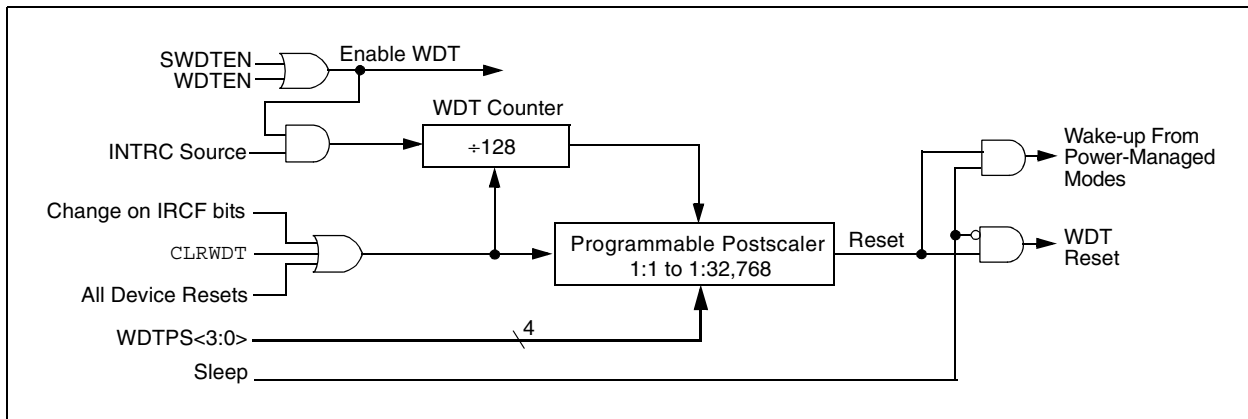 SWDTEN
WDTEN
Enable WDT
WDT Counter
÷128
INTRC Source
Wake-up From
Power-Managed
Modes
Change on IRCF bits
CLRWDT
All Device Resets
Programmable Postscaler
1:1 to 1:32,768
Reset
WDT
Reset
WDTPS<3:0>
4
Sleep